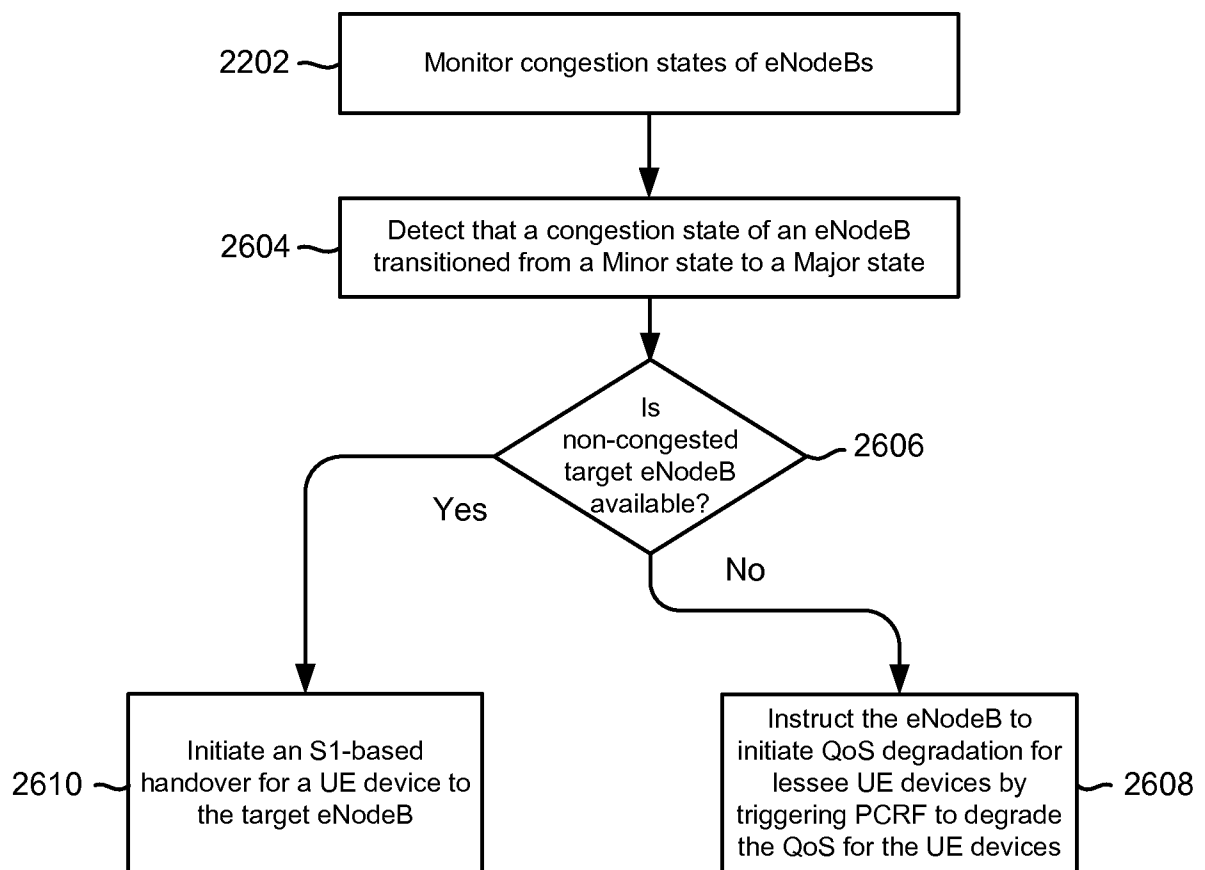 2202
Monitor congestion states of eNodeBs
2604
Detect that a congestion state of an eNodeB
transitioned from a Minor state to a Major state
Is
non-congested
target eNodeB
available?
2606
Yes
No
2610
Initiate an S1-based
handover for a UE device to
the target eNodeB
Instruct the eNodeB to
initiate QoS degradation for
lessee UE devices by
triggering PCRF to degrade
the QoS for the UE devices
2608